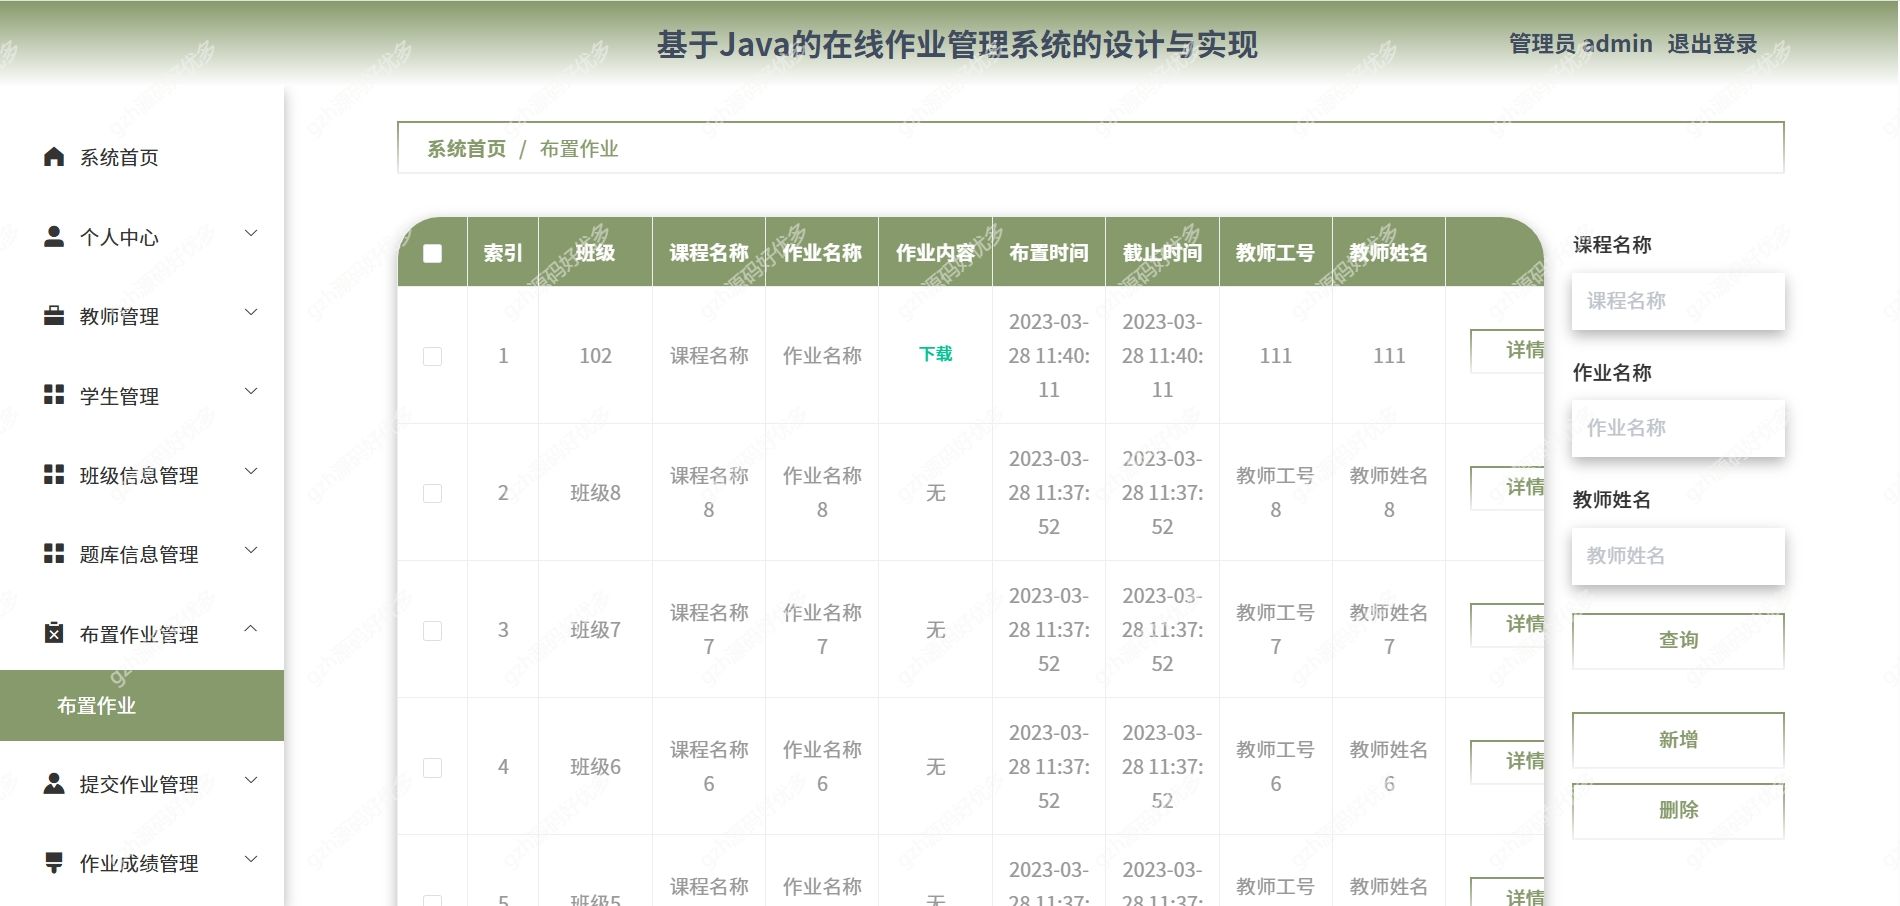 基于Java的在线作业管理系统的设计与实现
管理员 admin 退出登录
系统首页
个人中心
教师管理
学生管理
班级信息管理
题库信息管理
布置作业管理
布置作业
提交作业管理
作业成绩管理
系统首页 / 布置作业
索引 班级 课程名称 作业名称 作业内容 布置时间 截止时间 教师工号 教师姓名
1 102 课程名称 作业名称 下载 2023-03-28 11:40:11 2023-03-28 11:40:11 111 111 详情
2 班级8 课程名称8 作业名称8 无 2023-03-28 11:37:52 2023-03-28 11:37:52 教师工号8 教师姓名8 详情
3 班级7 课程名称7 作业名称7 无 2023-03-28 11:37:52 2023-03-28 11:37:52 教师工号7 教师姓名7 详情
4 班级6 课程名称6 作业名称6 无 2023-03-28 11:37:52 2023-03-28 11:37:52 教师工号6 教师姓名6 详情
5 班级5 课程名称 作业名称 无 2023-03-28 11:37: 2023-03-28 11:37: 教师工号 教师姓名 详情
课程名称
课程名称
作业名称
作业名称
教师姓名
教师姓名
查询
新增
删除
gzh源码好优多